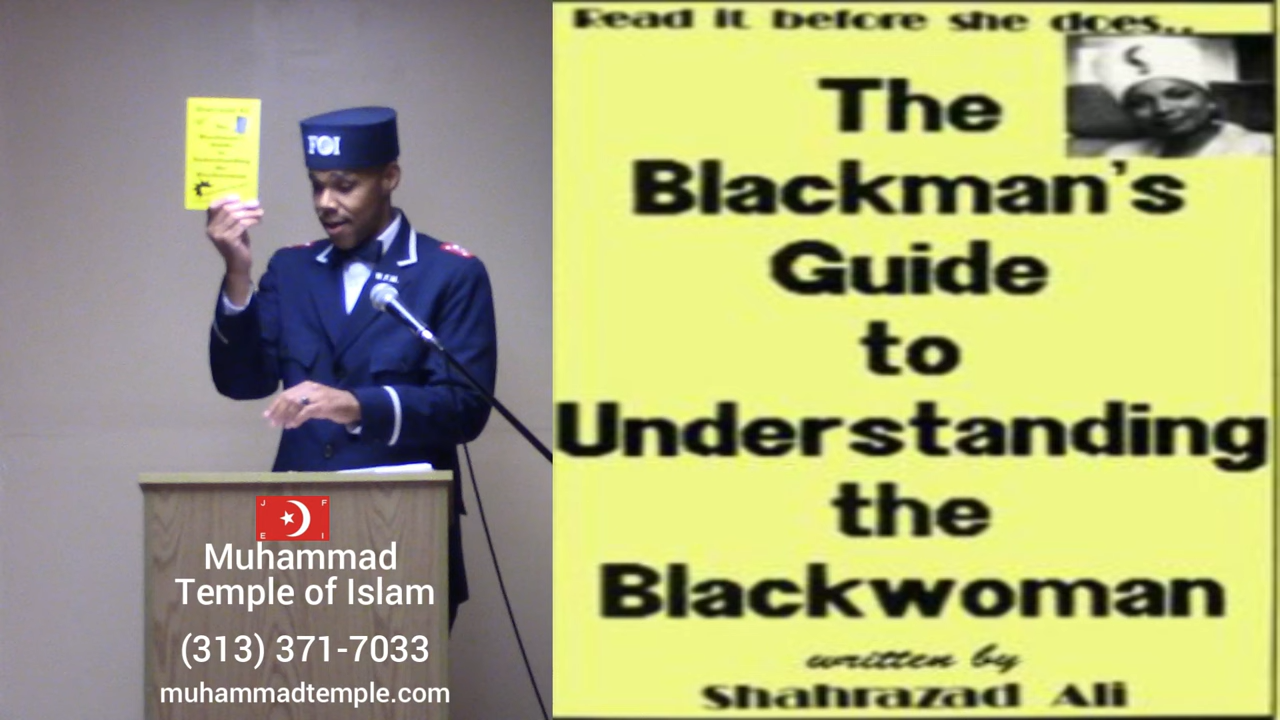 FOI
J F
E I
Muhammad
Temple of Islam
(313) 371-7033
muhammadtemple.com
Read it before she does..
The
Blackman's
Guide
to
Understanding
the
Blackwoman
written by
Shahrazad Ali